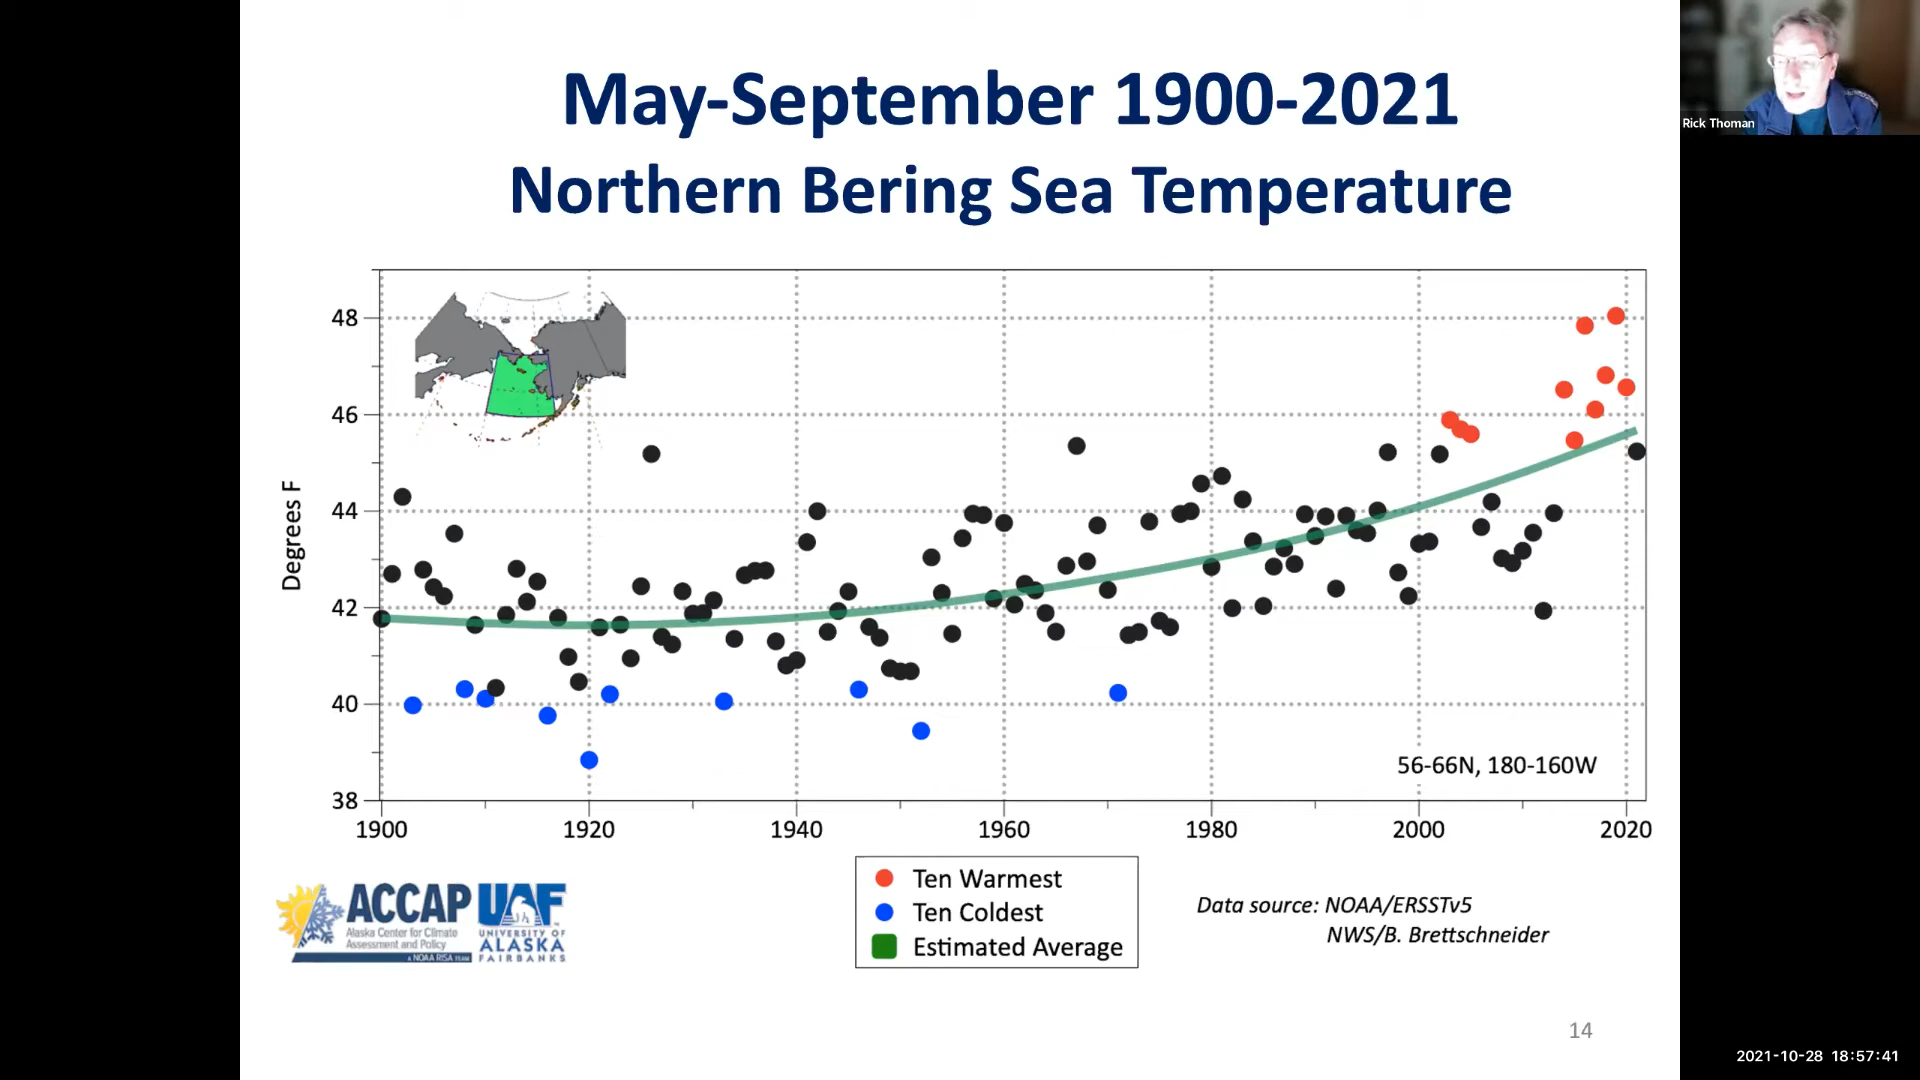 May-September 1900-2021
Northern Bering Sea Temperature
Rick Thoman
Degrees F
48
46
44
42
40
38
1900
1920
1940
1960
1980
2000
2020
56-66N, 180-160W
Ten Warmest
Ten Coldest
Estimated Average
ACCAP
Alaska Center for Climate
Assessment and Policy
A NOAA RISA TEAM
UAF
UNIVERSITY OF
ALASKA
FAIRBANKS
Data source: NOAA/ERSSTv5
NWS/B. Brettschneider
14
2021-10-28 18:57:41